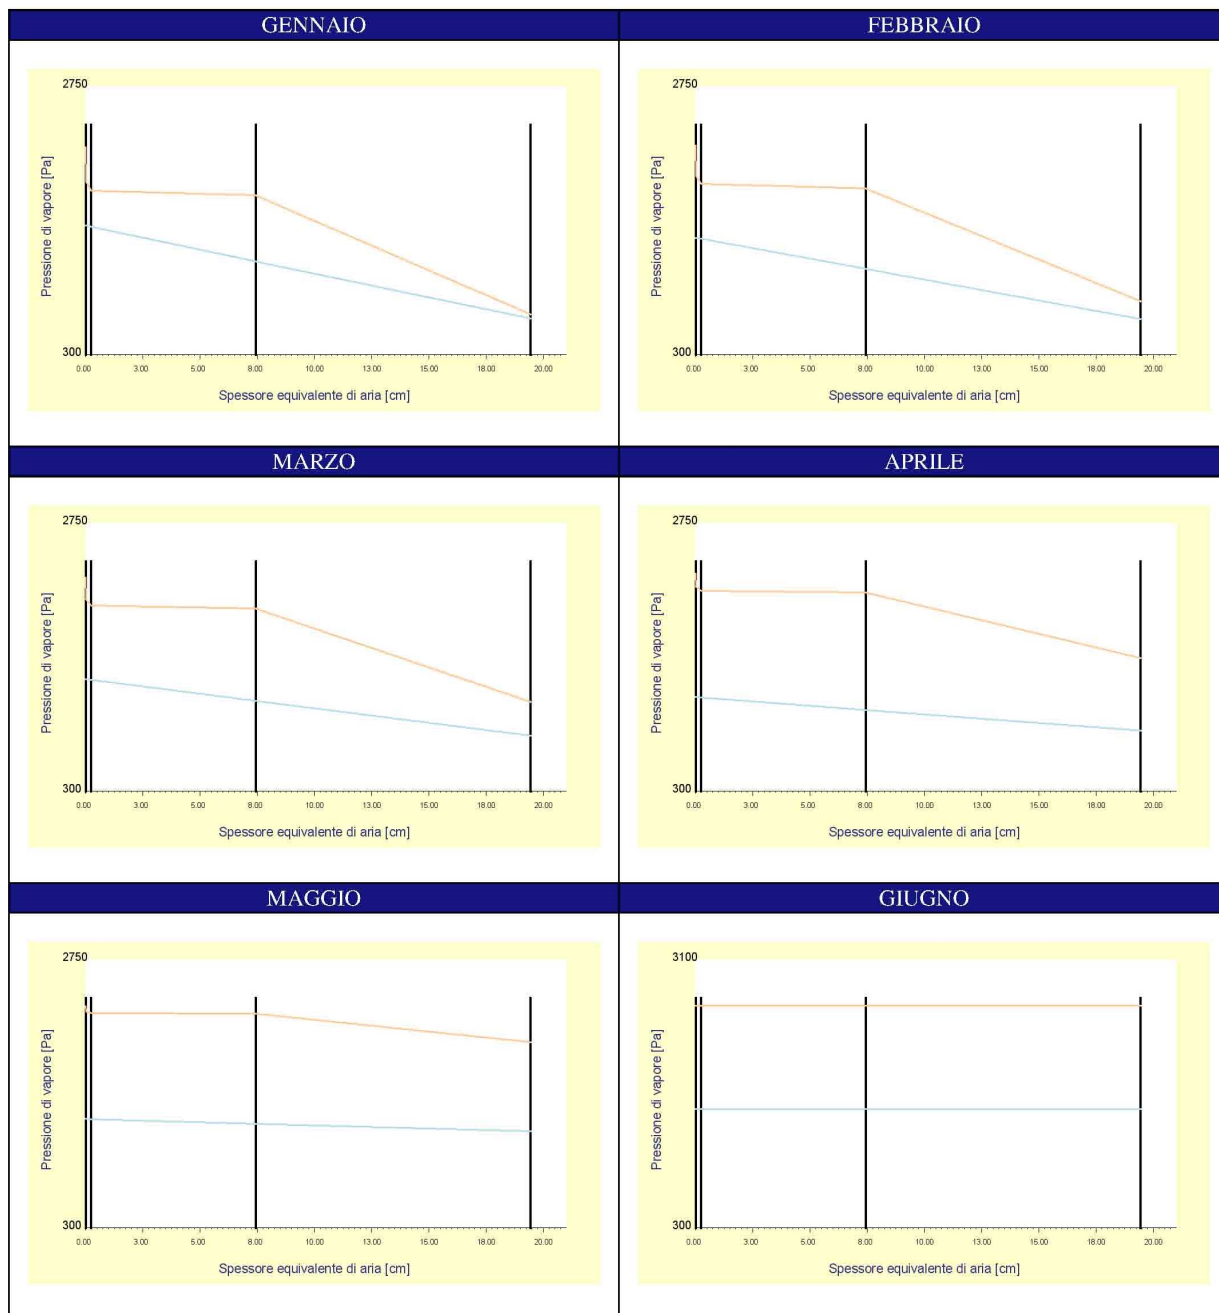 GENNAIO
FEBBRAIO
2750
Pressione di vapore [Pa]
300
0.00 3.00 5.00 8.00 10.00 13.00 15.00 18.00 20.00
Spessore equivalente di aria [cm]
2750
Pressione di vapore [Pa]
300
0.00 3.00 5.00 8.00 10.00 13.00 15.00 18.00 20.00
Spessore equivalente di aria [cm]
MARZO
APRILE
2750
Pressione di vapore [Pa]
300
0.00 3.00 5.00 8.00 10.00 13.00 15.00 18.00 20.00
Spessore equivalente di aria [cm]
2750
Pressione di vapore [Pa]
300
0.00 3.00 5.00 8.00 10.00 13.00 15.00 18.00 20.00
Spessore equivalente di aria [cm]
MAGGIO
GIUGNO
2750
Pressione di vapore [Pa]
300
0.00 3.00 5.00 8.00 10.00 13.00 15.00 18.00 20.00
Spessore equivalente di aria [cm]
3100
Pressione di vapore [Pa]
300
0.00 3.00 5.00 8.00 10.00 13.00 15.00 18.00 20.00
Spessore equivalente di aria [cm]